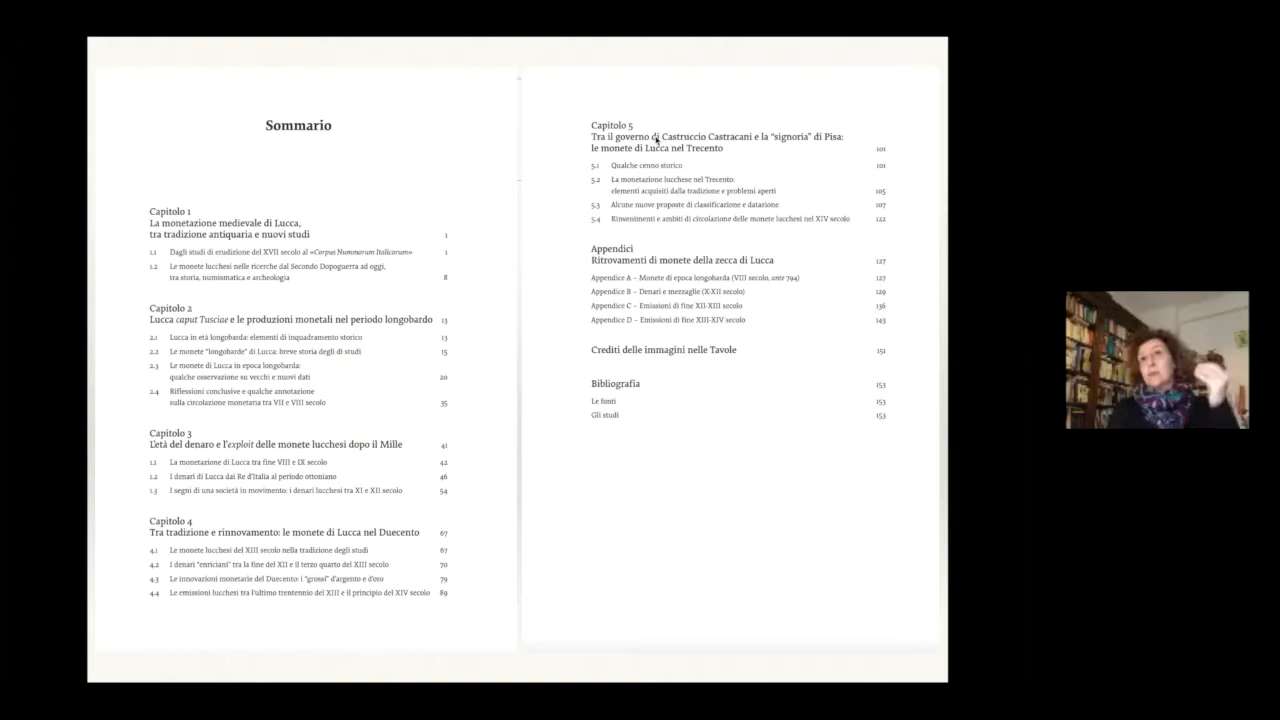 Sommario
Capitolo 1
La monetazione medievale di Lucca,
tra tradizione antiquaria e nuovi studi 1
1.1 Dagli studi di erudizione del XVII secolo al «Corpus Nummorum Italicorum» 1
1.2 Le monete lucchesi nelle ricerche dal Secondo Dopoguerra ad oggi,
tra storia, numismatica e archeologia 8
Capitolo 2
Lucca caput Tusciae e le produzioni monetali nel periodo longobardo 13
2.1 Lucca in età longobarda: elementi di inquadramento storico 13
2.2 Le monete “longobarde” di Lucca: breve storia degli di studi 15
2.3 Le monete di Lucca in epoca longobarda:
qualche osservazione su vecchi e nuovi dati 20
2.4 Riflessioni conclusive e qualche annotazione
sulla circolazione monetaria tra VII e VIII secolo 35
Capitolo 3
L’età del denaro e l’exploit delle monete lucchesi dopo il Mille 41
1.1 La monetazione di Lucca tra fine VIII e IX secolo 42
1.2 I denari di Lucca dai Re d’Italia al periodo ottoniano 46
1.3 I segni di una società in movimento: i denari lucchesi tra XI e XII secolo 54
Capitolo 4
Tra tradizione e rinnovamento: le monete di Lucca nel Duecento 67
4.1 Le monete lucchesi del XIII secolo nella tradizione degli studi 67
4.2 I denari “enriciani” tra la fine del XII e il terzo quarto del XIII secolo 70
4.3 Le innovazioni monetarie del Duecento: i “grossi” d’argento e d’oro 79
4.4 Le emissioni lucchesi tra l’ultimo trentennio del XIII e il principio del XIV secolo 89
Capitolo 5
Tra il governo di Castruccio Castracani e la “signoria” di Pisa:
le monete di Lucca nel Trecento 101
5.1 Qualche cenno storico 101
5.2 La monetazione lucchese nel Trecento:
elementi acquisiti dalla tradizione e problemi aperti 105
5.3 Alcune nuove proposte di classificazione e datazione 107
5.4 Rinvenimenti e ambiti di circolazione delle monete lucchesi nel XIV secolo 122
Appendici
Ritrovamenti di monete della zecca di Lucca 127
Appendice A – Monete di epoca longobarda (VIII secolo, ante 794) 127
Appendice B – Denari e mezzaglie (X-XII secolo) 129
Appendice C – Emissioni di fine XII-XIII secolo 136
Appendice D – Emissioni di fine XIII-XIV secolo 143
Crediti delle immagini nelle Tavole 151
Bibliografia 153
Le fonti 153
Gli studi 153